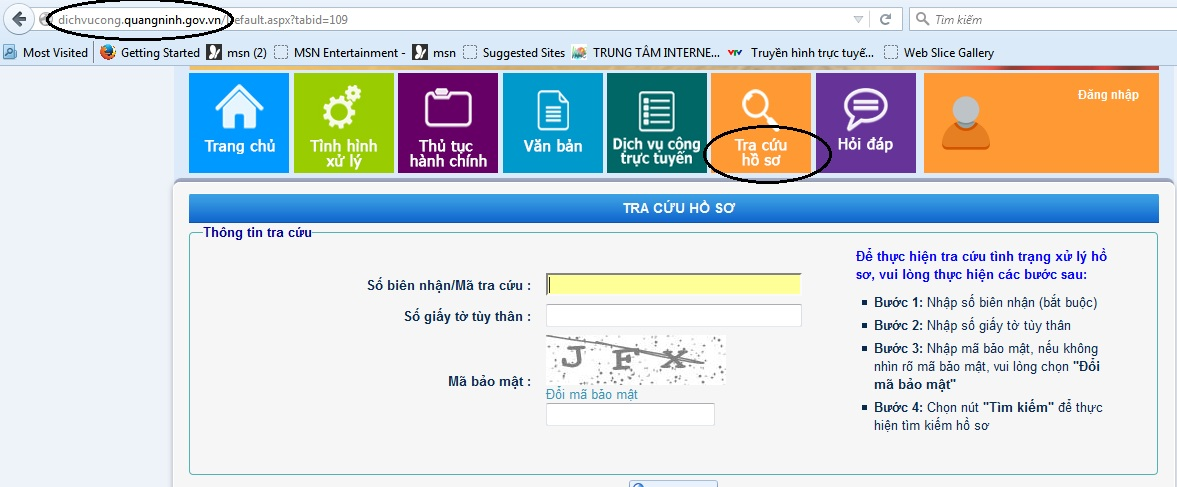 dichvucong.quangninh.gov.vn/Default.aspx?tabid=109
Tìm kiếm
Most Visited Getting Started msn (2) MSN Entertainment - msn Suggested Sites TRUNG TÂM INTERNE... Truyền hình trực tuyế... Web Slice Gallery
Trang chủ
Tình hình
xử lý
Thủ tục
hành chính
Văn bản
Dịch vụ công
trực tuyến
Tra cứu
hồ sơ
Hỏi đáp
Đăng nhập
TRA CỨU HỒ SƠ
Thông tin tra cứu
Số biên nhận/Mã tra cứu :
Số giấy tờ tùy thân :
Mã bảo mật :
J F X
Đổi mã bảo mật
Để thực hiện tra cứu tình trạng xử lý hồ
sơ, vui lòng thực hiện các bước sau:
Bước 1: Nhập số biên nhận (bắt buộc)
Bước 2: Nhập số giấy tờ tùy thân
Bước 3: Nhập mã bảo mật, nếu không
nhìn rõ mã bảo mật, vui lòng chọn "Đổi
mã bảo mật"
Bước 4: Chọn nút "Tìm kiếm" để thực
hiện tìm kiếm hồ sơ